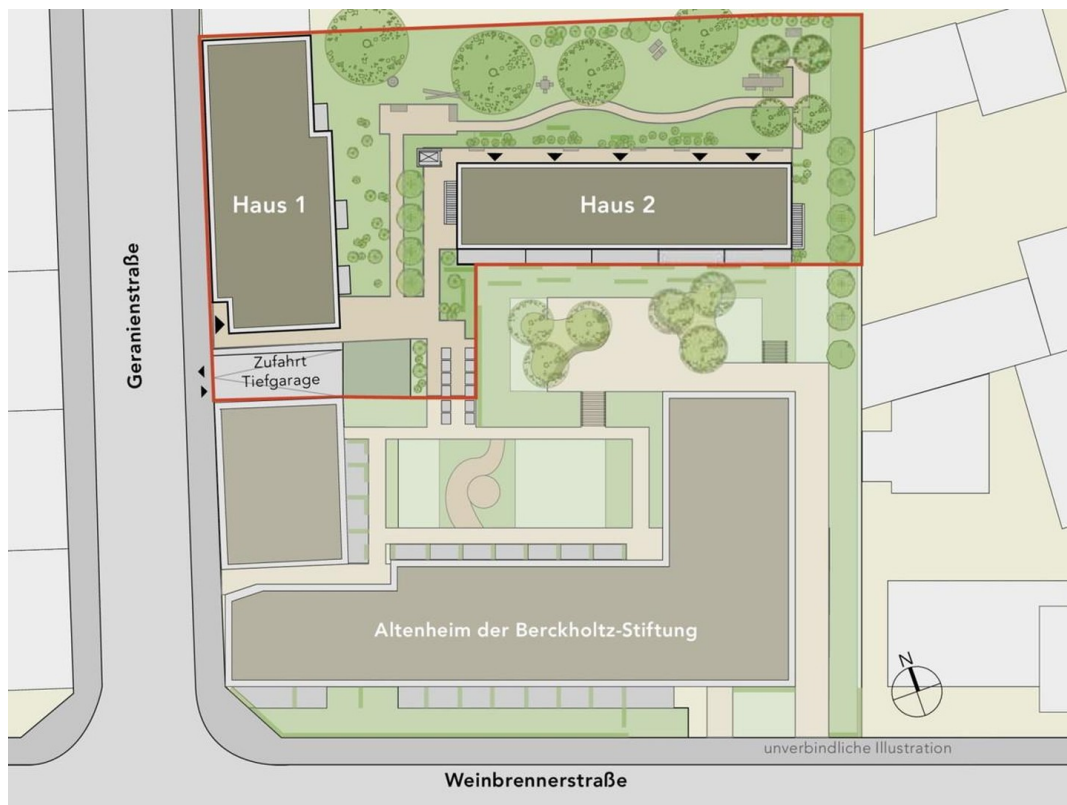 Haus 1
Haus 2
Geranienstraße
Zufahrt
Tiefgarage
Altenheim der Berckholtz-Stiftung
N
unverbindliche Illustration
Weinbrennerstraße